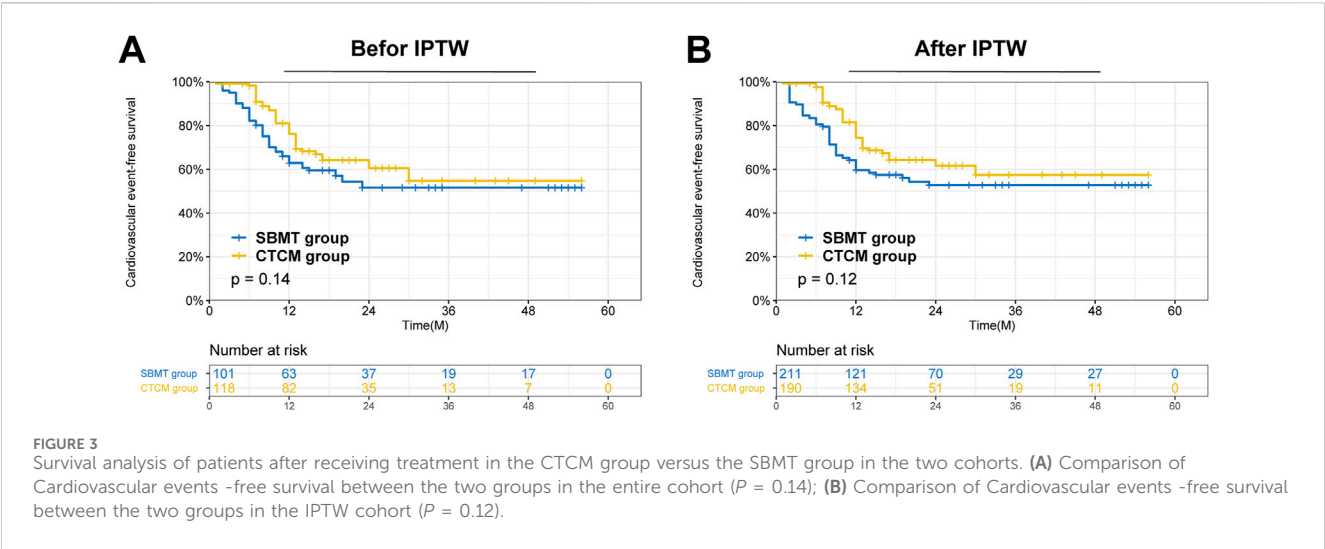 A
Befor IPTW
Cardiovascular event-free survival
100%
80%
60%
40%
20%
0%
SBMT group
CTCM group
p = 0.14
0 12 24 36 48 60
Time(M)
Number at risk
SBMT group 101 63 37 19 17 0
CTCM group 118 82 35 13 7 0
0 12 24 36 48 60
B
After IPTW
Cardiovascular event-free survival
100%
80%
60%
40%
20%
0%
SBMT group
CTCM group
p = 0.12
0 12 24 36 48 60
Time(M)
Number at risk
SBMT group 211 121 70 29 27 0
CTCM group 190 134 51 19 11 0
0 12 24 36 48 60
FIGURE 3
Survival analysis of patients after receiving treatment in the CTCM group versus the SBMT group in the two cohorts. (A) Comparison of
Cardiovascular events -free survival between the two groups in the entire cohort (P = 0.14); (B) Comparison of Cardiovascular events -free survival
between the two groups in the IPTW cohort (P = 0.12).